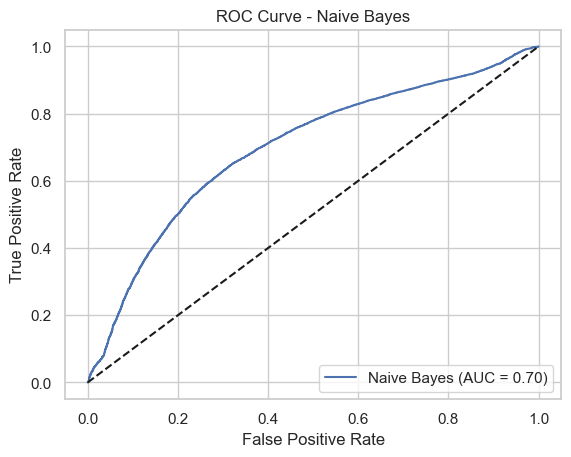 ROC Curve - Naive Bayes
1.0
0.8
0.6
0.4
0.2
0.0
True Positive Rate
Naive Bayes (AUC = 0.70)
0.0 0.2 0.4 0.6 0.8 1.0
False Positive Rate